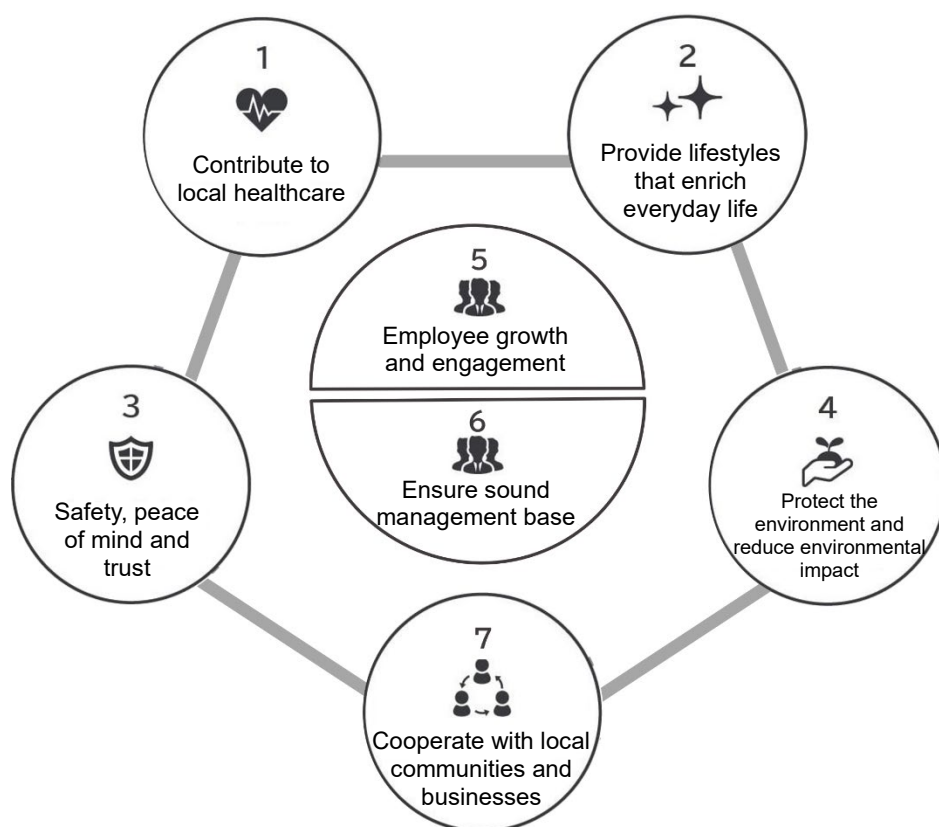 1
Contribute to
local healthcare
2
Provide lifestyles
that enrich
everyday life
5
Employee growth
and engagement
3
Safety, peace
of mind and
trust
6
Ensure sound
management base
4
Protect the
environment and
reduce environmental
impact
7
Cooperate with local
communities and
businesses